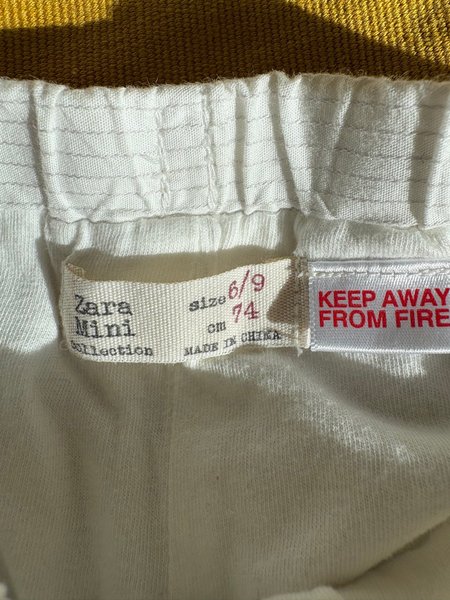 Zara
Mini
collection
size 6/9
cm 74
MADE IN CHINA
KEEP AWAY
FROM FIRE